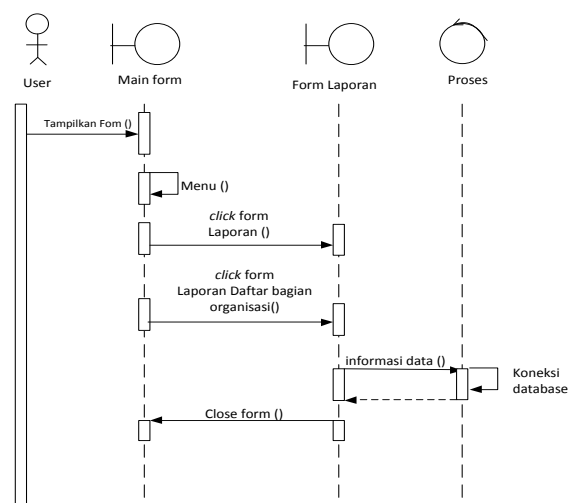 User
Main form
Form Laporan
Proses
Tampilkan Fom ()
Menu ()
click form
Laporan ()
click form
Laporan Daftar bagian
organisasi()
informasi data ()
Koneksi
database
Close form ()